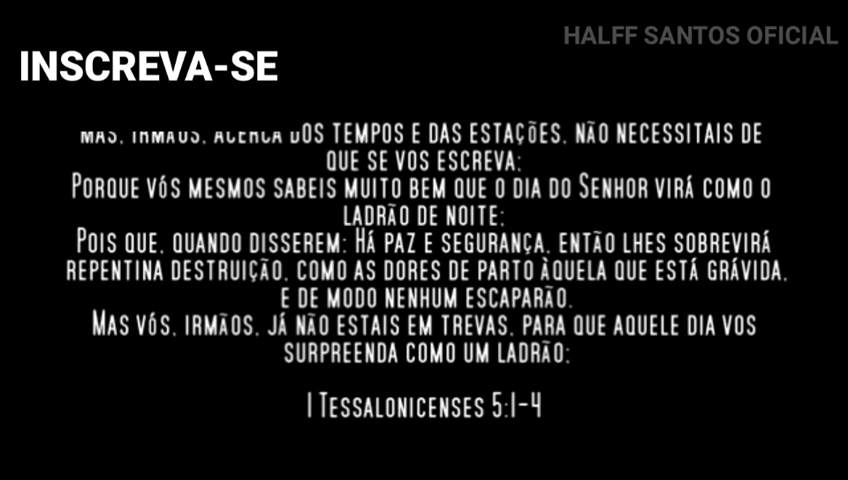 HALFF SANTOS OFICIAL
INSCREVA-SE
MAS, IRMÃOS, ACERCA DOS TEMPOS E DAS ESTAÇÕES, NÃO NECESSITAIS DE
QUE SE VOS ESCREVA;
PORQUE VÓS MESMOS SABEIS MUITO BEM QUE O DIA DO SENHOR VIRÁ COMO O
LADRÃO DE NOITE;
POIS QUE, QUANDO DISSEREM: HÁ PAZ E SEGURANÇA, ENTÃO LHES SOBREVIRÁ
REPENTINA DESTRUIÇÃO, COMO AS DORES DE PARTO ÀQUELA QUE ESTÁ GRÁVIDA,
E DE MODO NENHUM ESCAPARÃO.
MAS VÓS, IRMÃOS, JÁ NÃO ESTAIS EM TREVAS, PARA QUE AQUELE DIA VOS
SURPREENDA COMO UM LADRÃO;
1 TESSALONICENSES 5:1-4